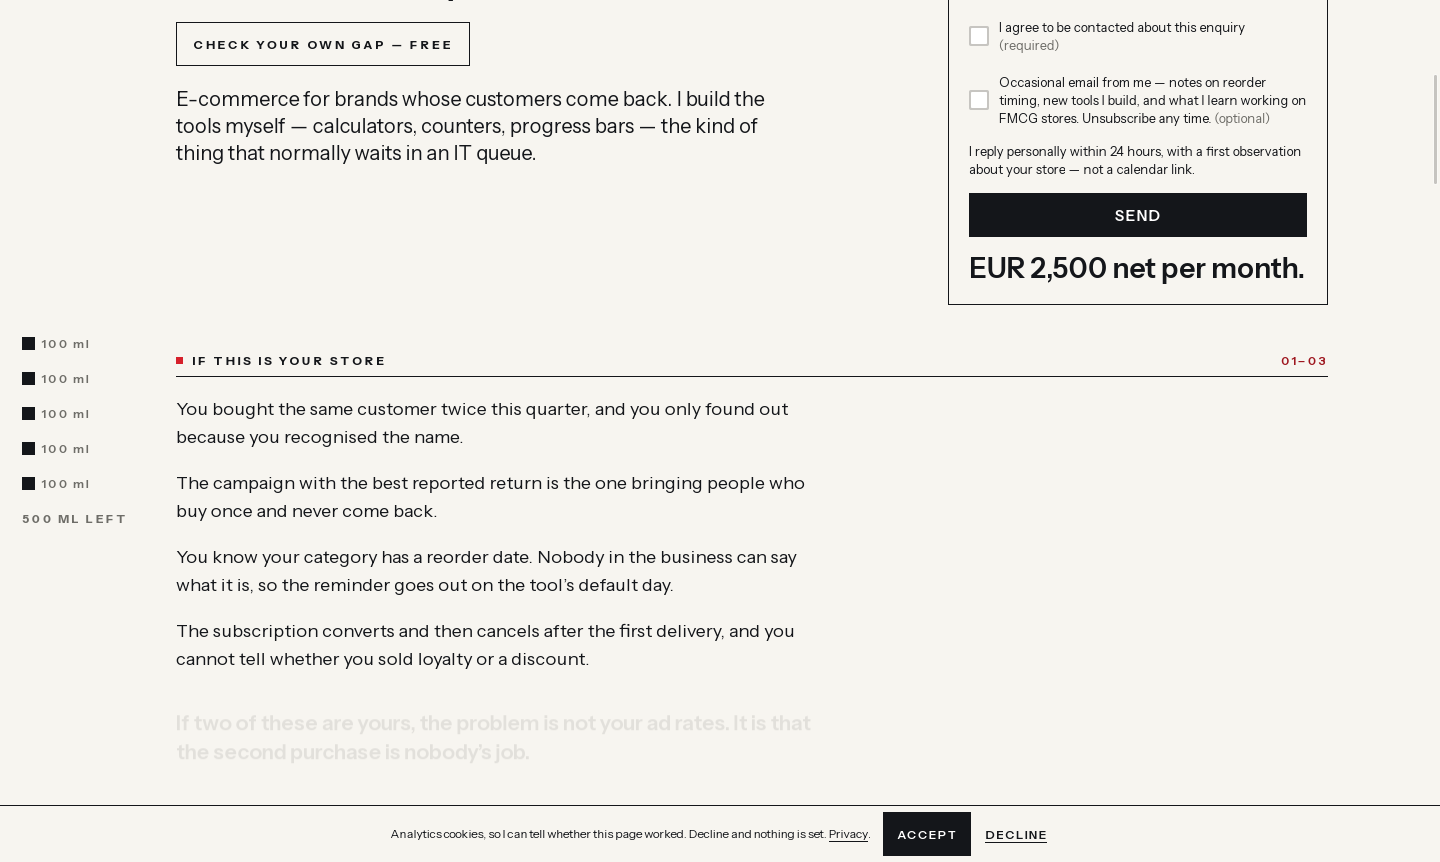 CHECK YOUR OWN GAP — FREE
E-commerce for brands whose customers come back. I build the
tools myself — calculators, counters, progress bars — the kind of
thing that normally waits in an IT queue.
I agree to be contacted about this enquiry
(required)
Occasional email from me — notes on reorder
timing, new tools I build, and what I learn working on
FMCG stores. Unsubscribe any time. (optional)
I reply personally within 24 hours, with a first observation
about your store — not a calendar link.
SEND
EUR 2,500 net per month.
100 ml
100 ml
100 ml
100 ml
100 ml
500 ML LEFT
IF THIS IS YOUR STORE
01–03
You bought the same customer twice this quarter, and you only found out
because you recognised the name.
The campaign with the best reported return is the one bringing people who
buy once and never come back.
You know your category has a reorder date. Nobody in the business can say
what it is, so the reminder goes out on the tool’s default day.
The subscription converts and then cancels after the first delivery, and you
cannot tell whether you sold loyalty or a discount.
If two of these are yours, the problem is not your ad rates. It is that
the second purchase is nobody’s job.
Analytics cookies, so I can tell whether this page worked. Decline and nothing is set. Privacy.
ACCEPT
DECLINE